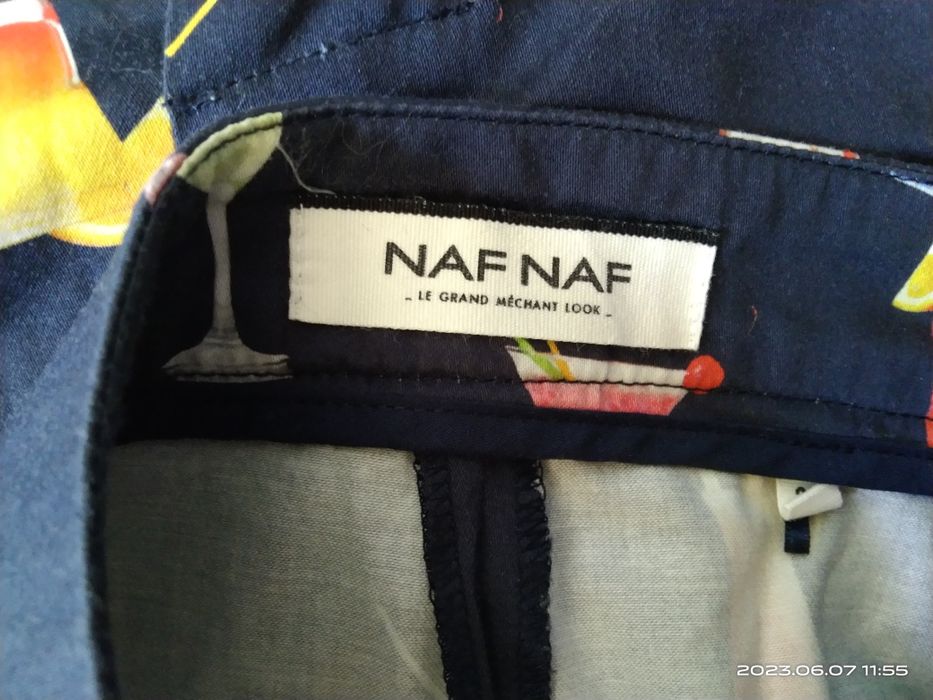 NAF NAF
- LE GRAND MÉCHANT LOOK -
2023.06.07 11:55